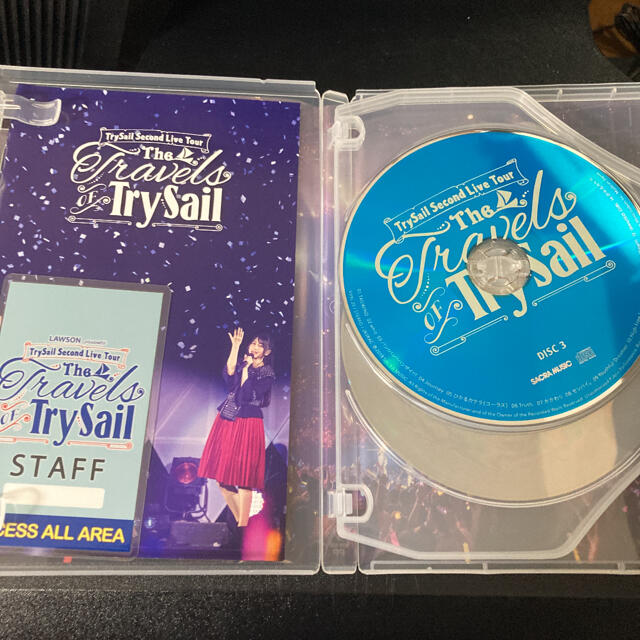 TrySail Second Live Tour
The
Travels
OF
TrySail
LAWSON presents
TrySail Second Live Tour
The
Travels
OF
TrySail
STAFF
CESS ALL AREA
TrySail Second Live Tour
The
Travels
OF
TrySail
DISC 3
SACRA MUSIC